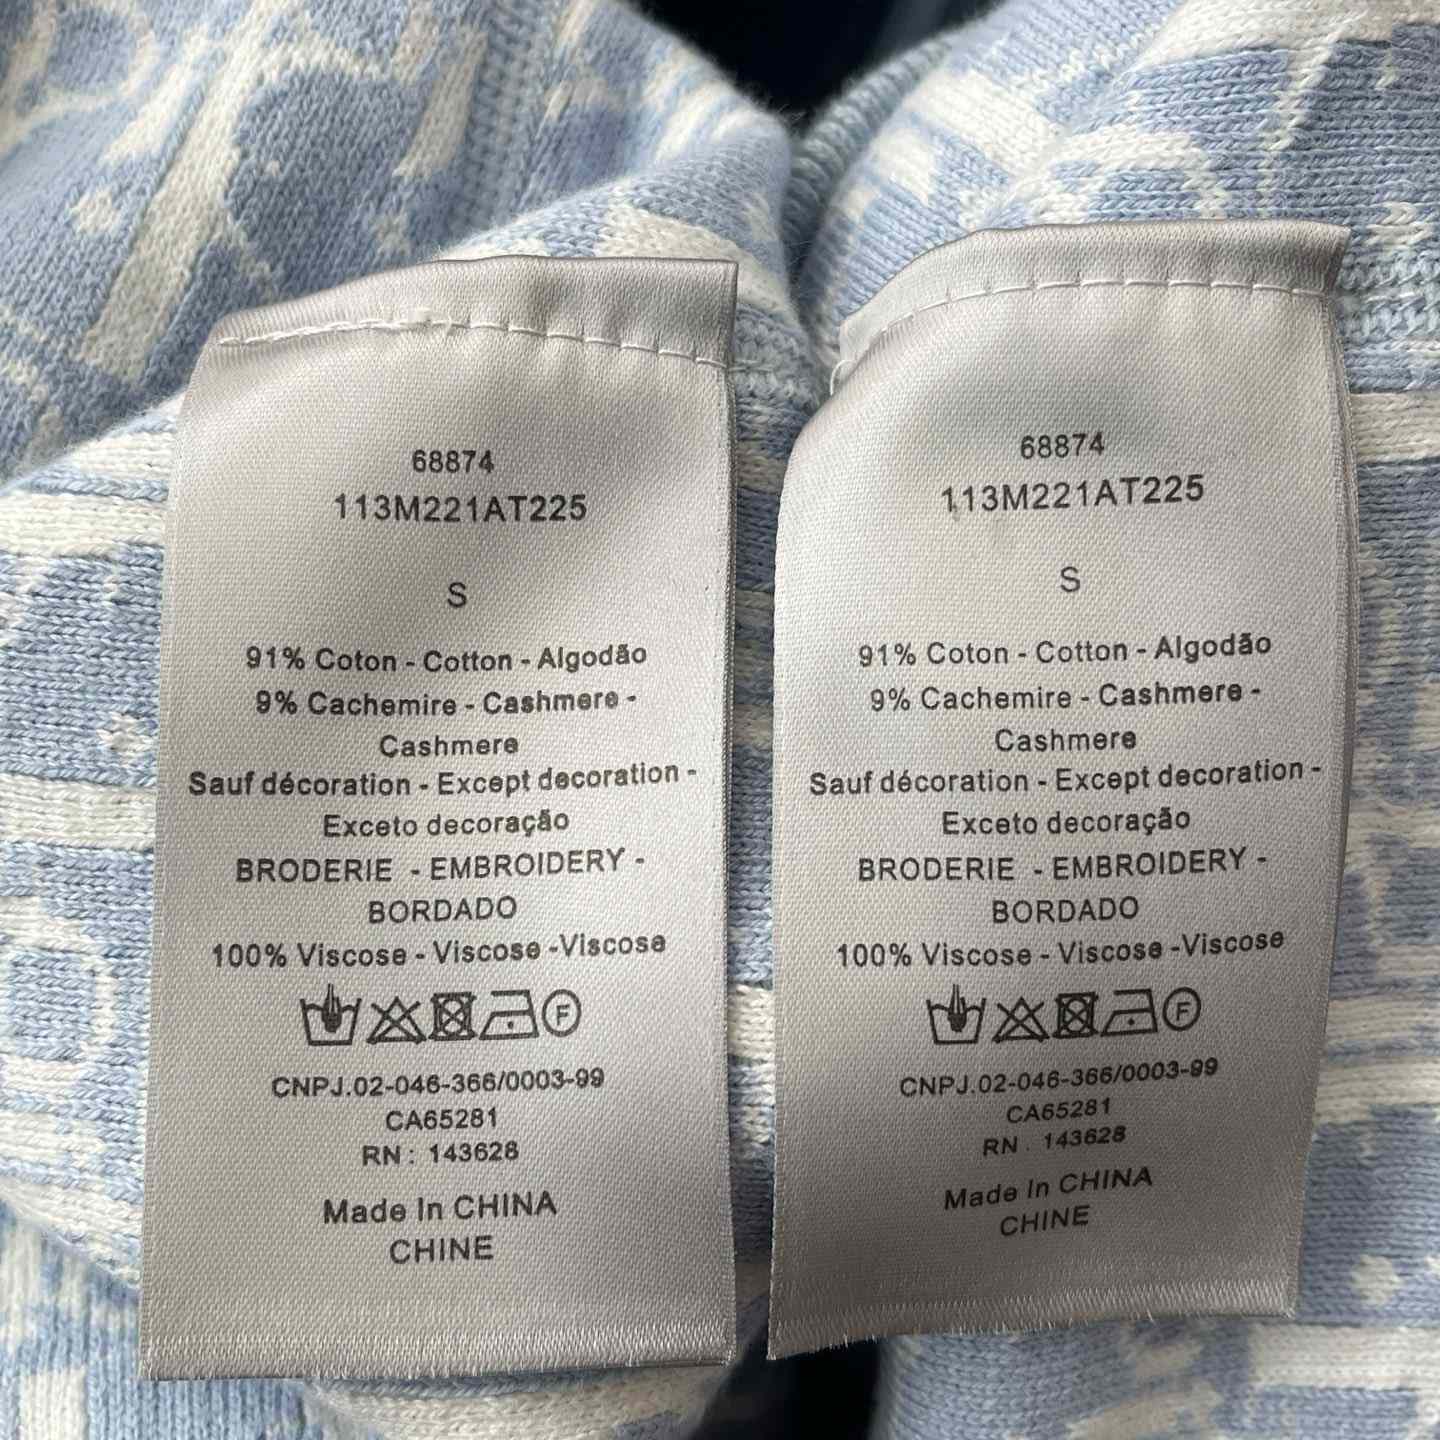 68874
113M221AT225
S
91% Coton - Cotton - Algodão
9% Cachemire - Cashmere -
Cashmere
Sauf décoration - Except decoration -
Exceto decoração
BRODERIE - EMBROIDERY -
BORDADO
100% Viscose - Viscose -Viscose
F
CNPJ.02-046-366/0003-99
CA65281
RN : 143628
Made In CHINA
CHINE
68874
113M221AT225
S
91% Coton - Cotton - Algodão
9% Cachemire - Cashmere -
Cashmere
Sauf décoration - Except decoration -
Exceto decoração
BRODERIE - EMBROIDERY -
BORDADO
100% Viscose - Viscose -Viscose
F
CNPJ.02-046-366/0003-99
CA65281
RN : 143628
Made In CHINA
CHINE